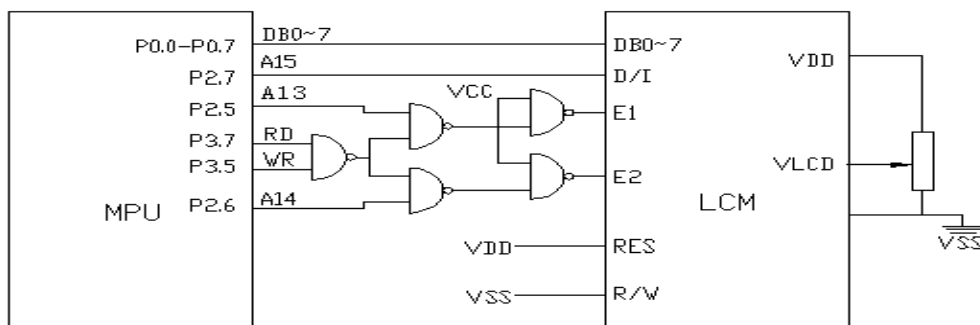 P0.0-P0.7 DB0~7 DB0~7 VDD
P2.7 A15 D/I
P2.5 A13 VCC E1
P3.7 RD
P3.5 WR VLCD
P2.6 A14 E2
MPU LCM
VDD RES VSS
VSS R/W